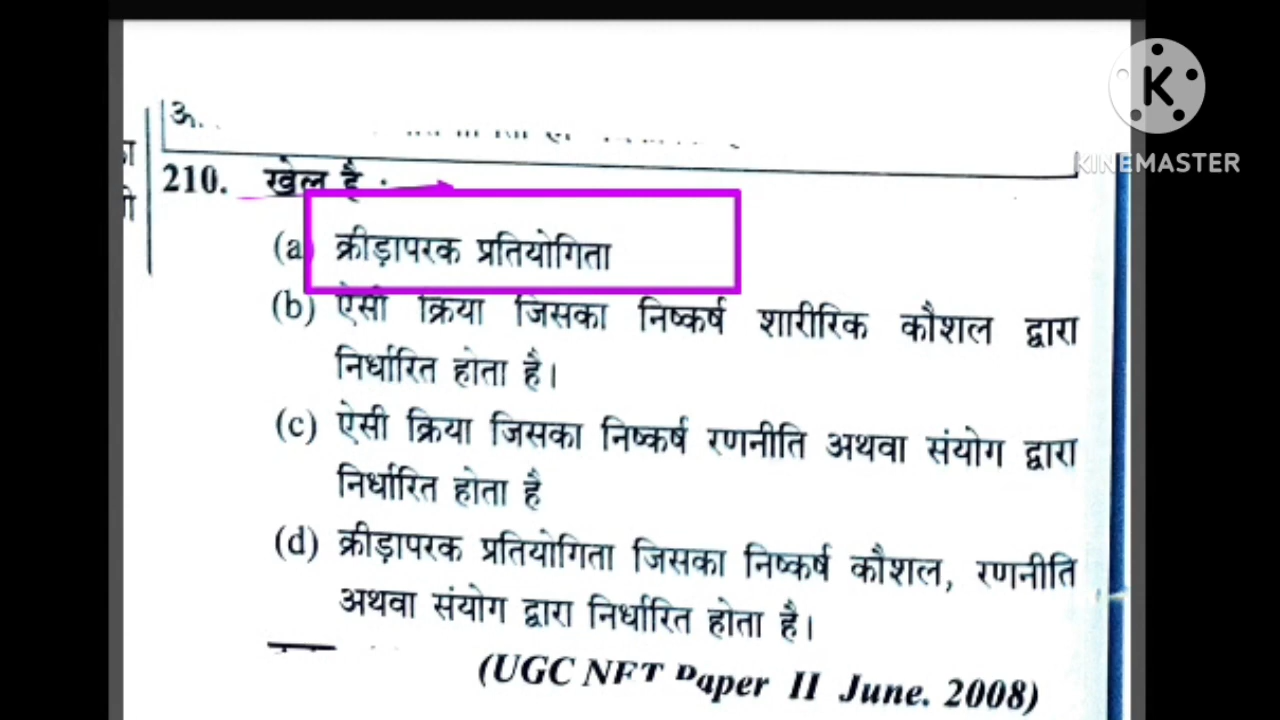 K
KINEMASTER
210. खेल है :
(a) क्रीड़ापरक प्रतियोगिता
(b) ऐसी क्रिया जिसका निष्कर्ष शारीरिक कौशल द्वारा
निर्धारित होता है।
(c) ऐसी क्रिया जिसका निष्कर्ष रणनीति अथवा संयोग द्वारा
निर्धारित होता है
(d) क्रीड़ापरक प्रतियोगिता जिसका निष्कर्ष कौशल, रणनीति
अथवा संयोग द्वारा निर्धारित होता है।
(UGC NET Paper II June. 2008)